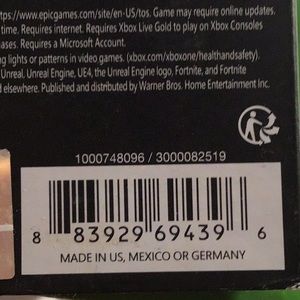 https://www.epicgames.com/site/en-US/tos. Game may require online updates.
time. Requires internet. Requires Xbox Live Gold to play on Xbox Consoles
ases. Requires a Microsoft Account.
ng lights or patterns in video games. (xbox.com/xboxone/healthandsafety).
Unreal, Unreal Engine, UE4, the Unreal Engine logo, Fortnite, and Fortnite
d elsewhere. Published and distributed by Warner Bros. Home Entertainment Inc.
1000748096 / 3000082519
8 83929 69439 6
MADE IN US, MEXICO OR GERMANY